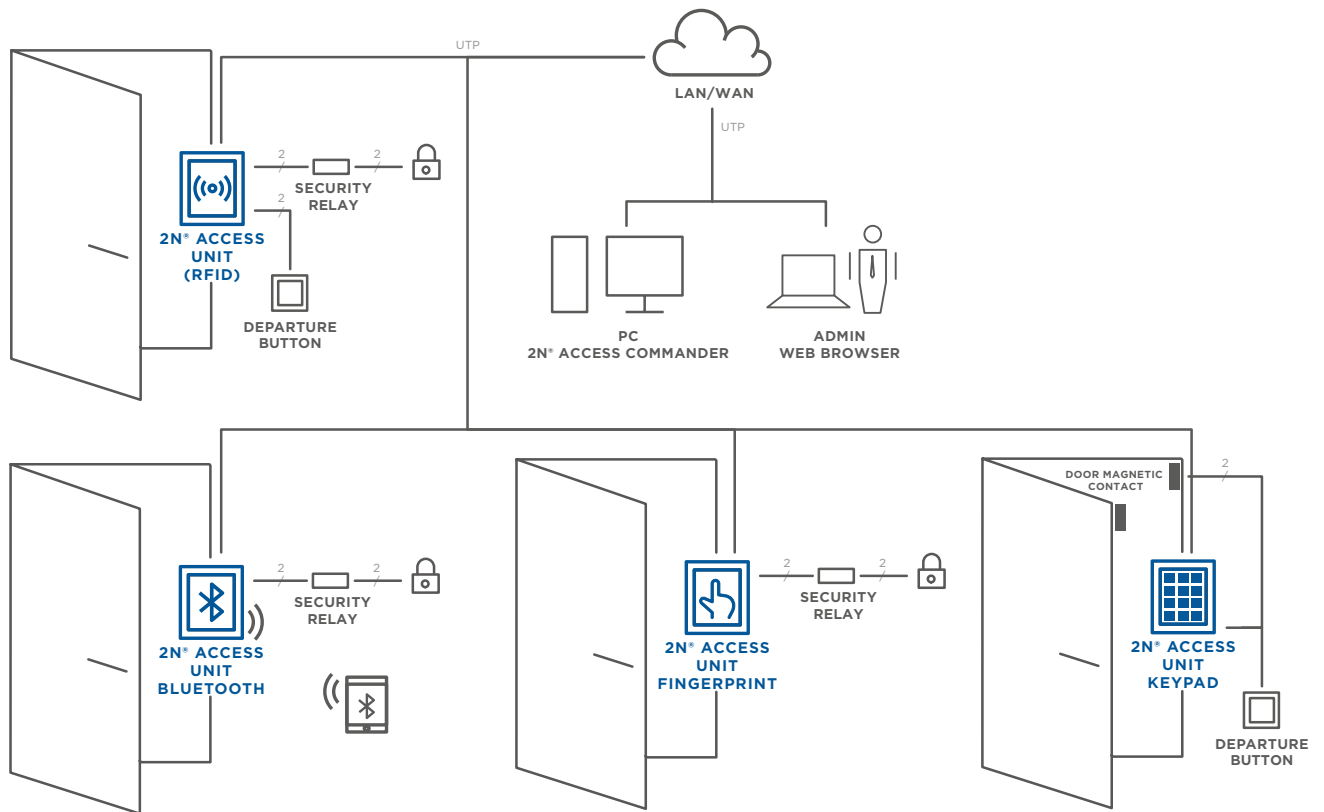 UTP
LAN/WAN
UTP
2
2
SECURITY
RELAY
2
2N® ACCESS
UNIT
(RFID)
DEPARTURE
BUTTON
PC
2N® ACCESS COMMANDER
ADMIN
WEB BROWSER
2
2
SECURITY
RELAY
2N® ACCESS
UNIT
BLUETOOTH
2
2
SECURITY
RELAY
2N® ACCESS
UNIT
FINGERPRINT
DOOR MAGNETIC
CONTACT
2
2N® ACCESS
UNIT
KEYPAD
DEPARTURE
BUTTON